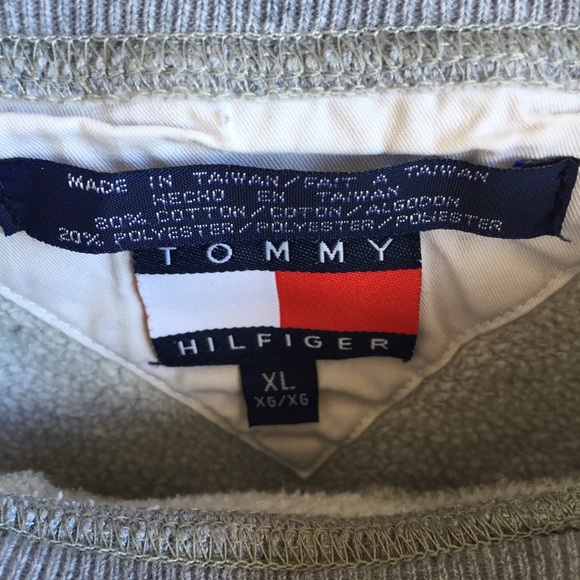 MADE IN TAIWAN/FAIT A TAIWAN
HECHO EN TAIWAN
80% COTTON/COTON/ALGODON
20% POLYESTER/POLYESTER/POLIESTER
TOMMY
HILFIGER
XL
XG/XG